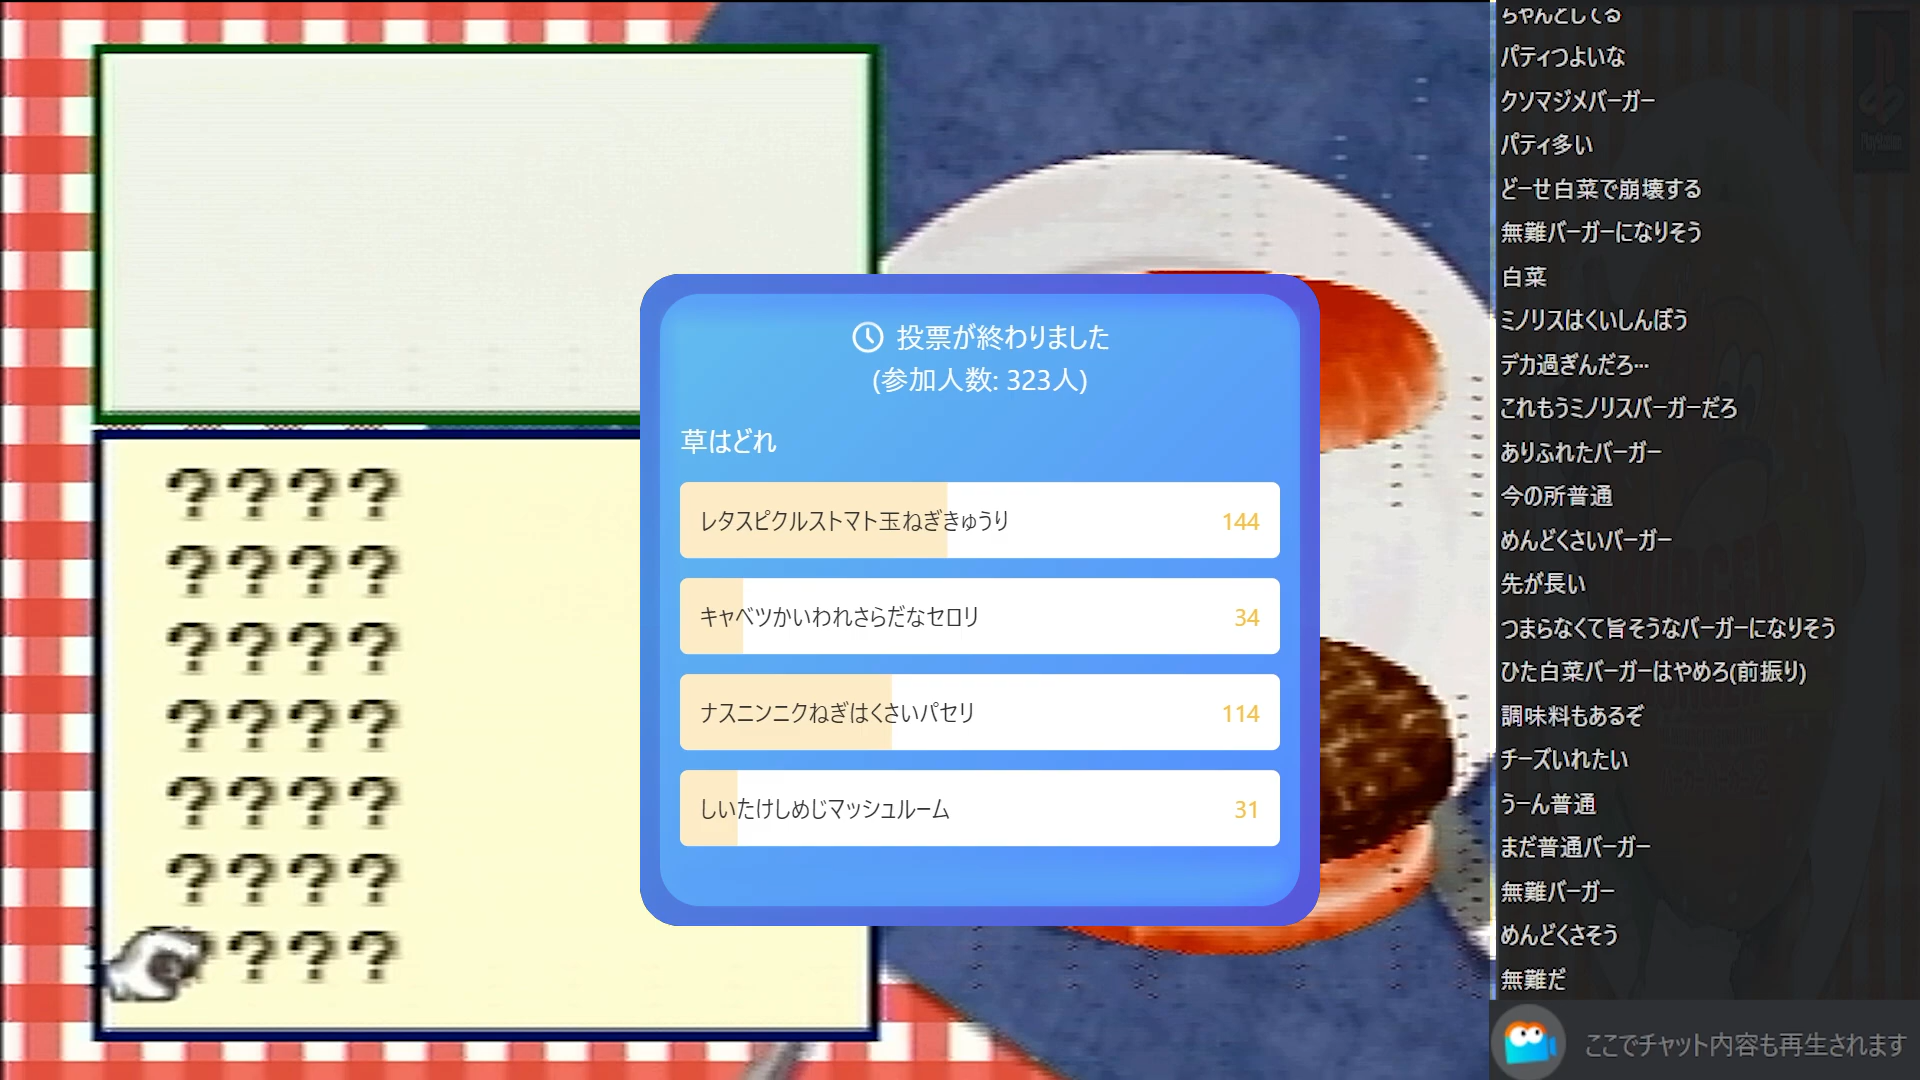 ？？？？
？？？？
？？？？
？？？？
？？？？
？？？？
？？？
投票が終わりました
(参加人数: 323人)
草はどれ
レタスピクルストマト玉ねぎきゅうり 144
キャベツかいわれさらだなセロリ 34
ナスニンニクねぎはくさいパセリ 114
しいたけしめじマッシュルーム 31
ちゃんとしてる
パティつよいな
クソマジメバーガー
パティ多い
どーせ白菜で崩壊する
無難バーガーになりそう
白菜
ミノリスはくいしんぼう
デカ過ぎんだろ…
これもうミノリスバーガーだろ
ありふれたバーガー
今の所普通
めんどくさいバーガー
先が長い
つまらなくて旨そうなバーガーになりそう
ひた白菜バーガーはやめろ(前振り)
調味料もあるぞ
チーズいれたい
うーん普通
まだ普通バーガー
無難バーガー
めんどくさそう
無難だ
ここでチャット内容も再生されます